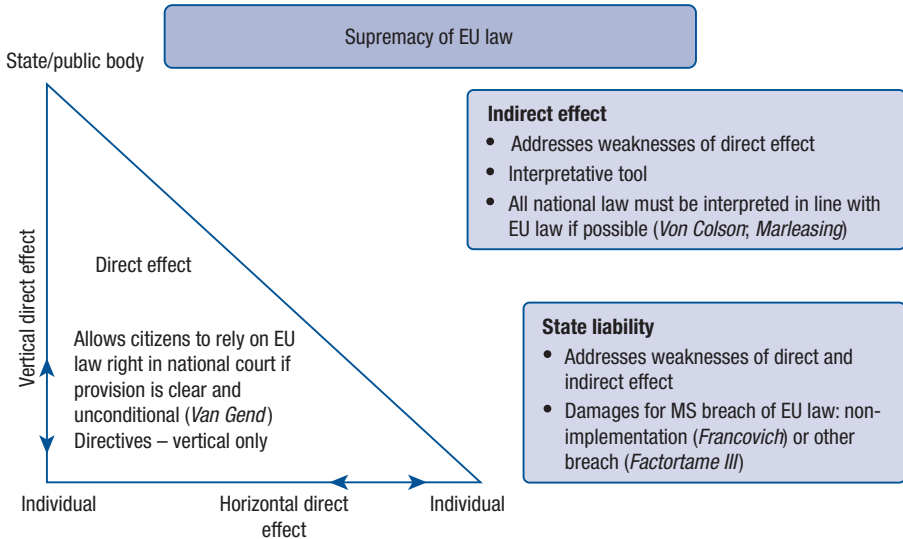 Supremacy of EU law
State/public body
Vertical direct effect
Direct effect
Allows citizens to rely on EU
law right in national court if
provision is clear and
unconditional (Van Gend)
Directives – vertical only
Individual
Horizontal direct
effect
Individual
Indirect effect
• Addresses weaknesses of direct effect
• Interpretative tool
• All national law must be interpreted in line with
EU law if possible (Von Colson; Marleasing)
State liability
• Addresses weaknesses of direct and
indirect effect
• Damages for MS breach of EU law: non-
implementation (Francovich) or other
breach (Factortame III)